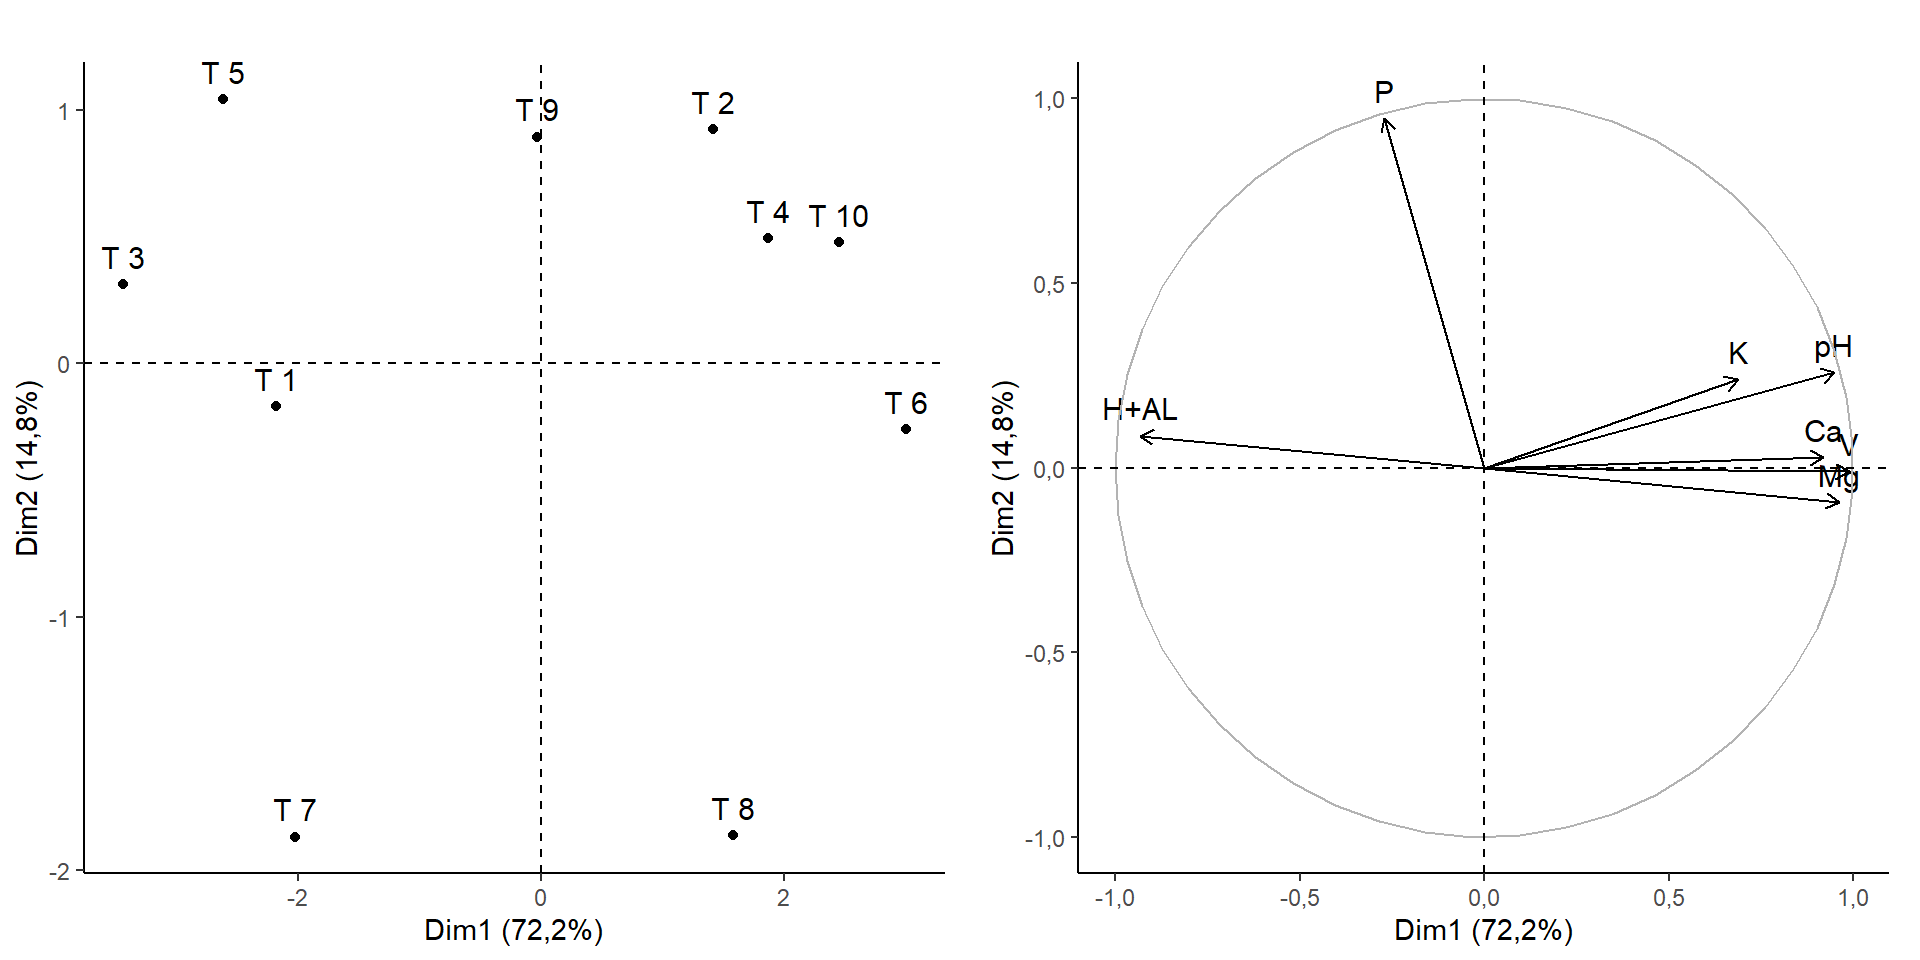 T 5
T 9
T 2
T 4
T 10
T 3
T 1
T 6
T 7
T 8
1
0
-1
-2
-2
0
2
Dim1 (72,2%)
Dim2 (14,8%)
P
K
pH
H+AL
Ca
V
Mg
1,0
0,5
0,0
-0,5
-1,0
-1,0
-0,5
0,0
0,5
1,0
Dim1 (72,2%)
Dim2 (14,8%)